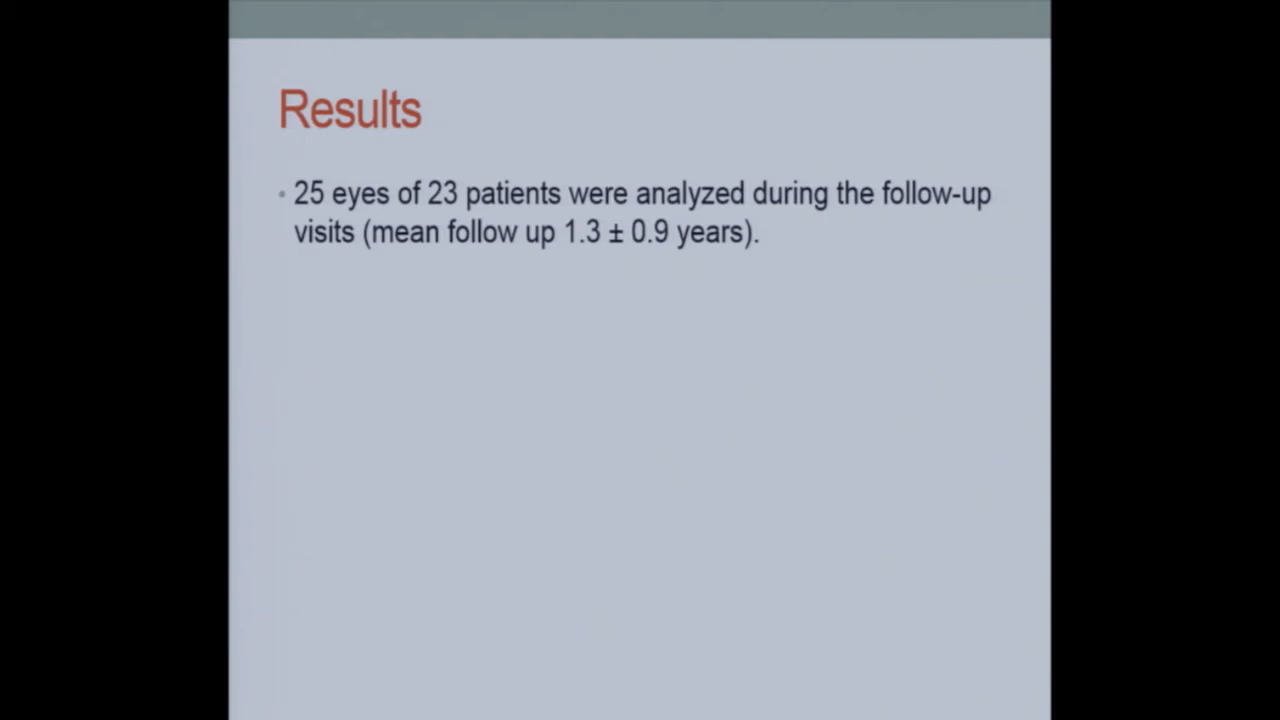 Results
• 25 eyes of 23 patients were analyzed during the follow-up
visits (mean follow up 1.3 ± 0.9 years).